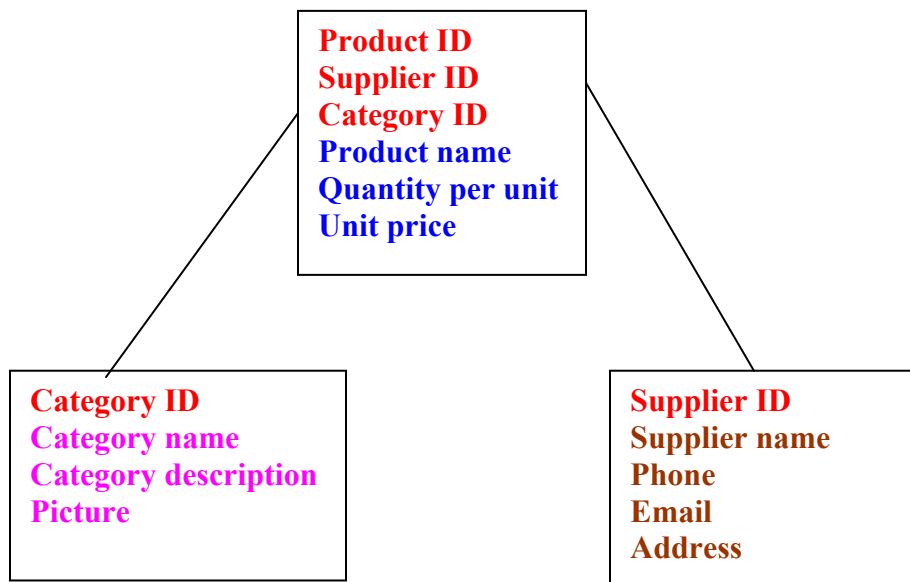 Product ID
Supplier ID
Category ID
Product name
Quantity per unit
Unit price
Category ID
Category name
Category description
Picture
Supplier ID
Supplier name
Phone
Email
Address